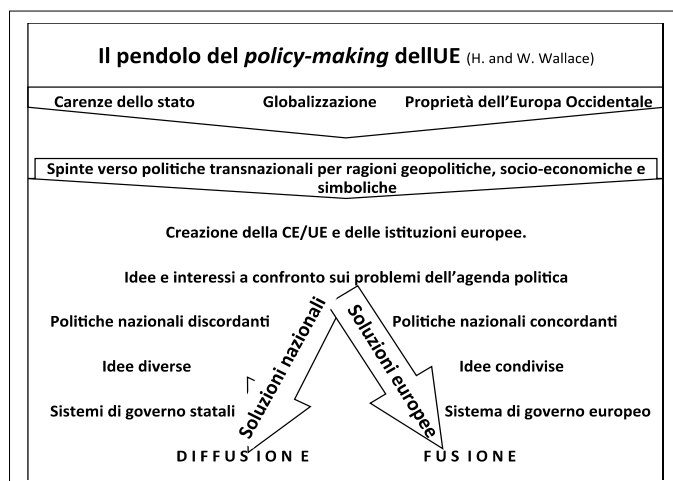 Il pendolo del policy-making dellUE (H. and W. Wallace)
Carenze dello stato Globalizzazione Proprietà dell'Europa Occidentale
Spinte verso politiche transnazionali per ragioni geopolitiche, socio-economiche e
simboliche
Creazione della CE/UE e delle istituzioni europee.
Idee e interessi a confronto sui problemi dell'agenda politica
Politiche nazionali discordanti
Soluzioni nazionali
Soluzioni europee
Politiche nazionali concordanti
Idee diverse
Idee condivise
Sistemi di governo statali
Sistema di governo europeo
DIFFUSIONE
FUSIONE